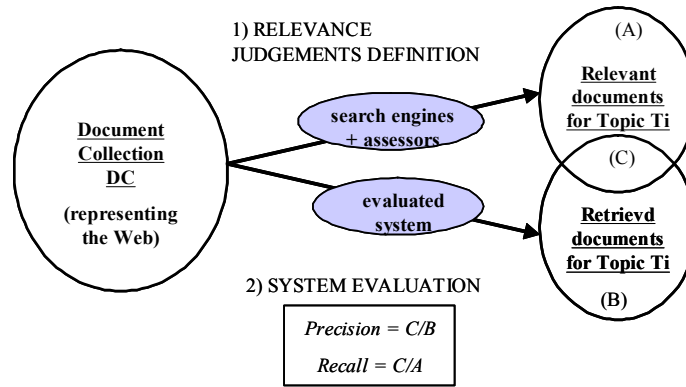 1) RELEVANCE
JUDGEMENTS DEFINITION
Document
Collection
DC
(representing
the Web)
search engines
+ assessors
evaluated
system
(A)
Relevant
documents
for Topic Ti
(C)
Retrievd
documents
for Topic Ti
(B)
2) SYSTEM EVALUATION
Precision = C/B
Recall = C/A